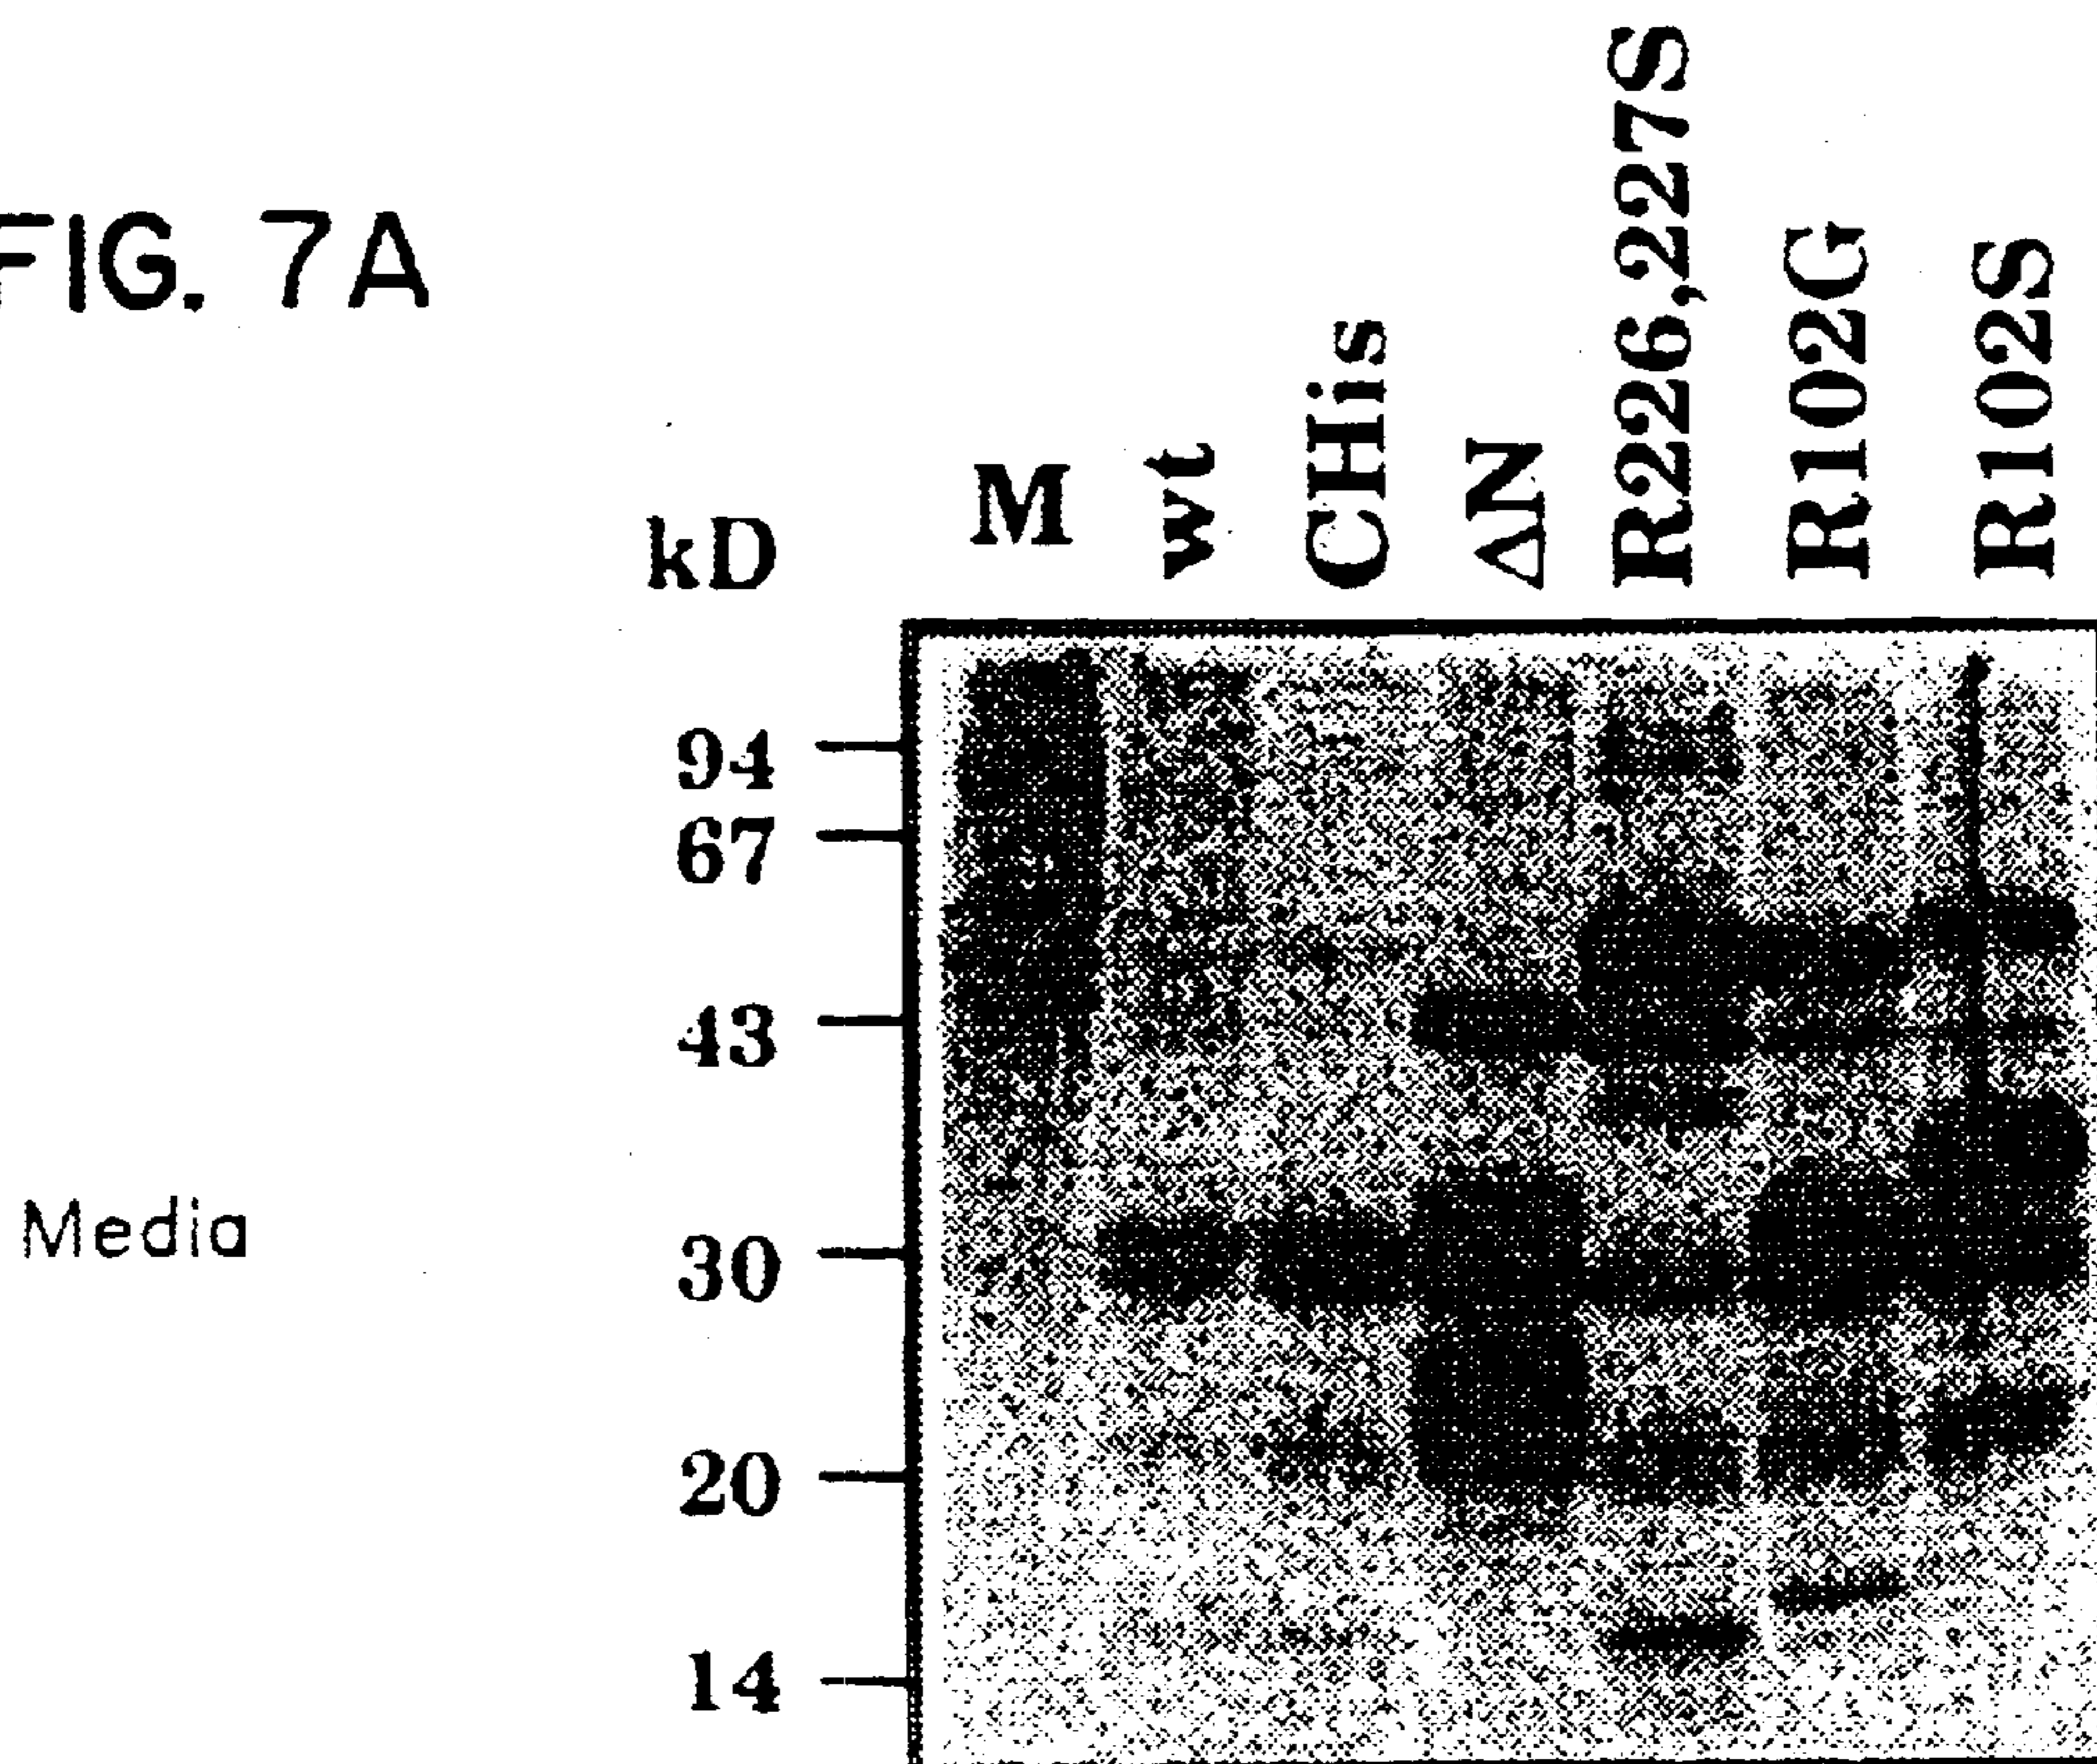 FIG. 7A
kD
M
wt
CHis
ΔN
R226,227S
R102G
R102S
94
67
43
30
20
14
Media